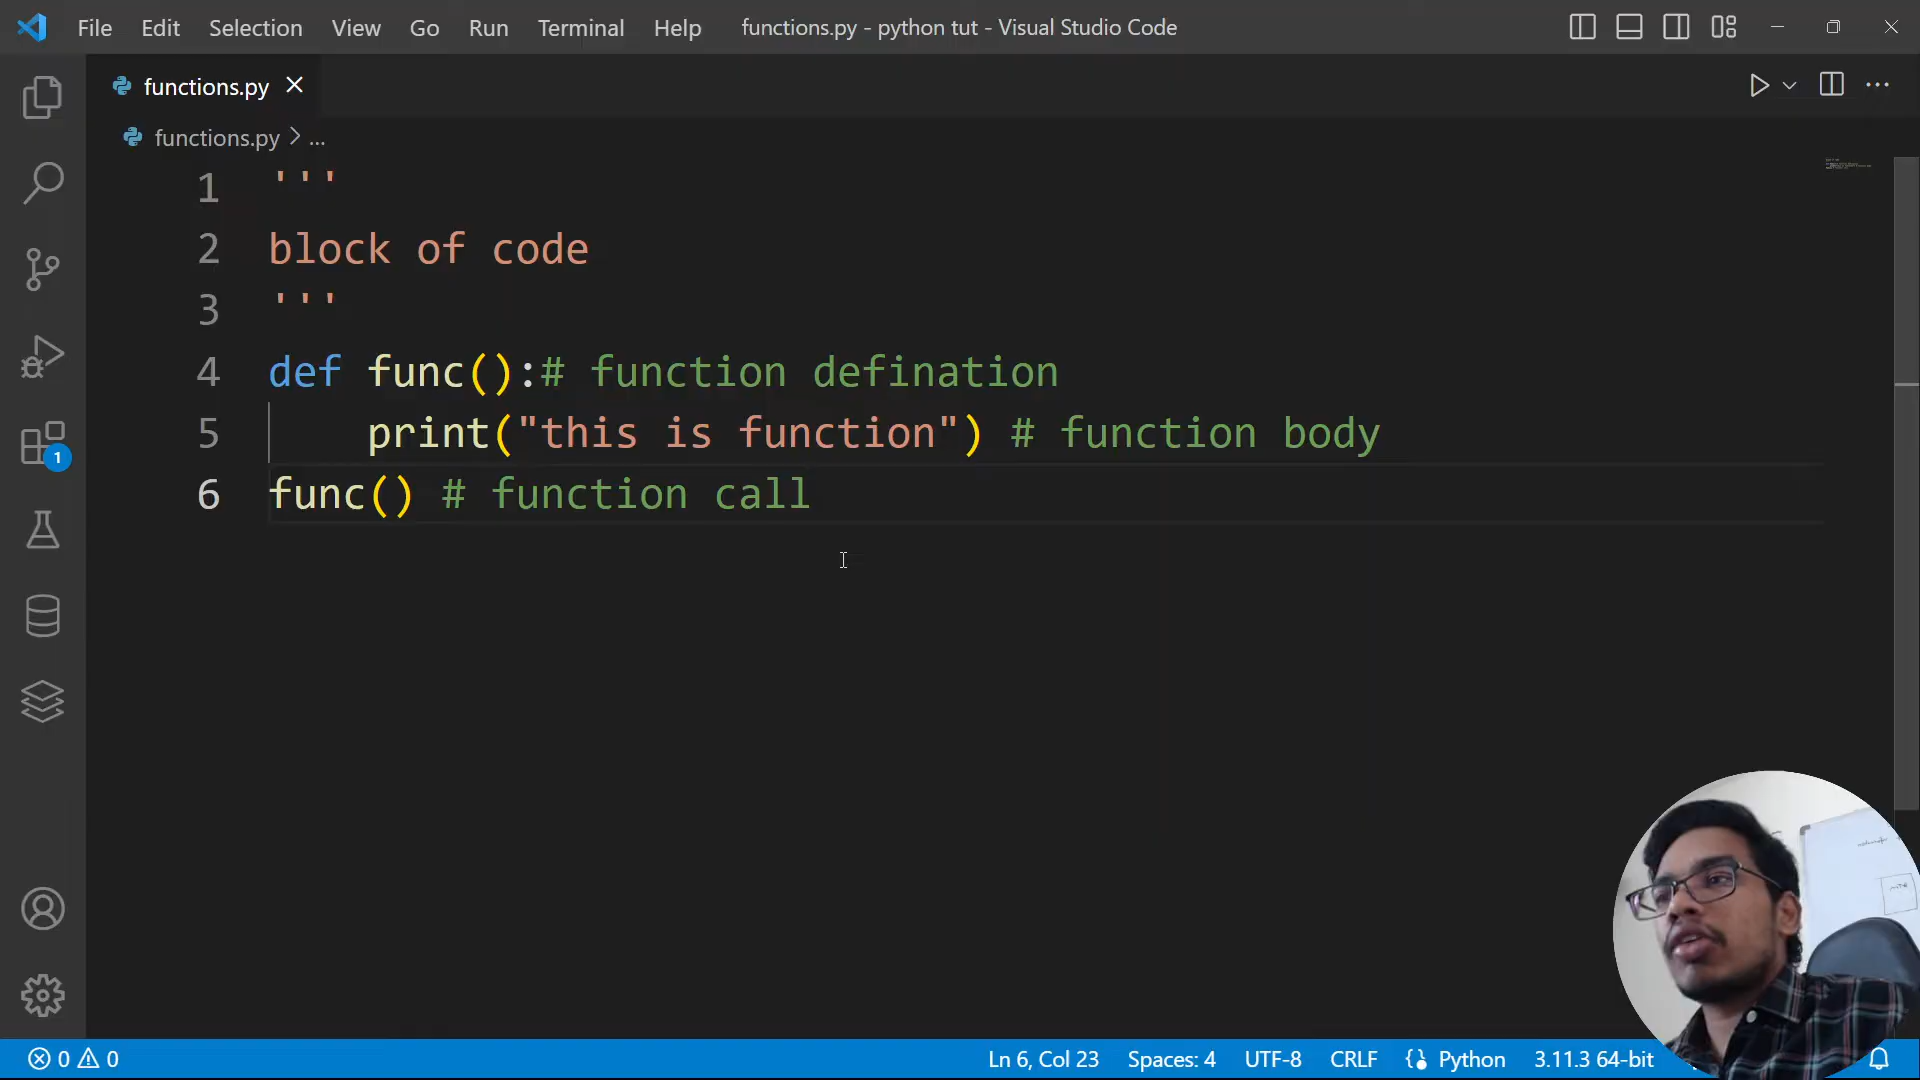 File Edit Selection View Go Run Terminal Help functions.py - python tut - Visual Studio Code
functions.py
functions.py > ...
1 '''
2 block of code
3 '''
4 def func():# function defination
5     print("this is function") # function body
6 func() # function call
1
0 0 Ln 6, Col 23 Spaces: 4 UTF-8 CRLF Python 3.11.3 64-bit